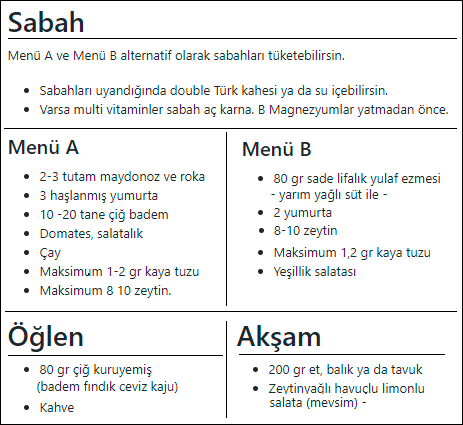 Sabah
Menü A ve Menü B alternatif olarak sabahları tüketebilirsin.
• Sabahları uyandığında double Türk kahesi ya da su içebilirsin.
• Varsa multi vitaminler sabah aç karna. B Magnezyumlar yatmadan önce.
Menü A
• 2-3 tutam maydonoz ve roka
• 3 haşlanmış yumurta
• 10 -20 tane çiğ badem
• Domates, salatalık
• Çay
• Maksimum 1-2 gr kaya tuzu
• Maksimum 8 10 zeytin.
Menü B
• 80 gr sade lifalık yulaf ezmesi
- yarım yağlı süt ile -
• 2 yumurta
• 8-10 zeytin
• Maksimum 1,2 gr kaya tuzu
• Yeşillik salatası
Öğlen
• 80 gr çiğ kuruyemiş
(badem fındık ceviz kaju)
• Kahve
Akşam
• 200 gr et, balık ya da tavuk
• Zeytinyağlı havuçlu limonlu
salata (mevsim) -